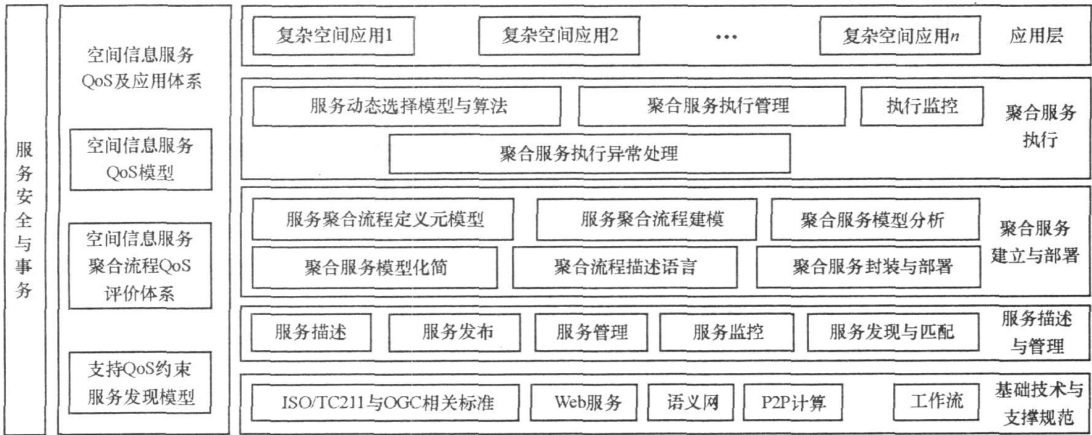 服务安全与事务
空间信息服务
QoS及应用体系
空间信息服务
QoS模型
空间信息服务
聚合流程QoS
评价体系
支持QoS约束
服务发现模型
复杂空间应用1
复杂空间应用2
…
复杂空间应用n
应用层
服务动态选择模型与算法
聚合服务执行管理
执行监控
聚合服务执行异常处理
聚合服务
执行
服务聚合流程定义元模型
服务聚合流程建模
聚合服务模型分析
聚合服务模型化简
聚合流程描述语言
聚合服务封装与部署
聚合服务
建立与部署
服务描述
服务发布
服务管理
服务监控
服务发现与匹配
服务描述
与管理
ISO/TC211与OGC相关标准
Web服务
语义网
P2P计算
工作流
基础技术与
支撑规范